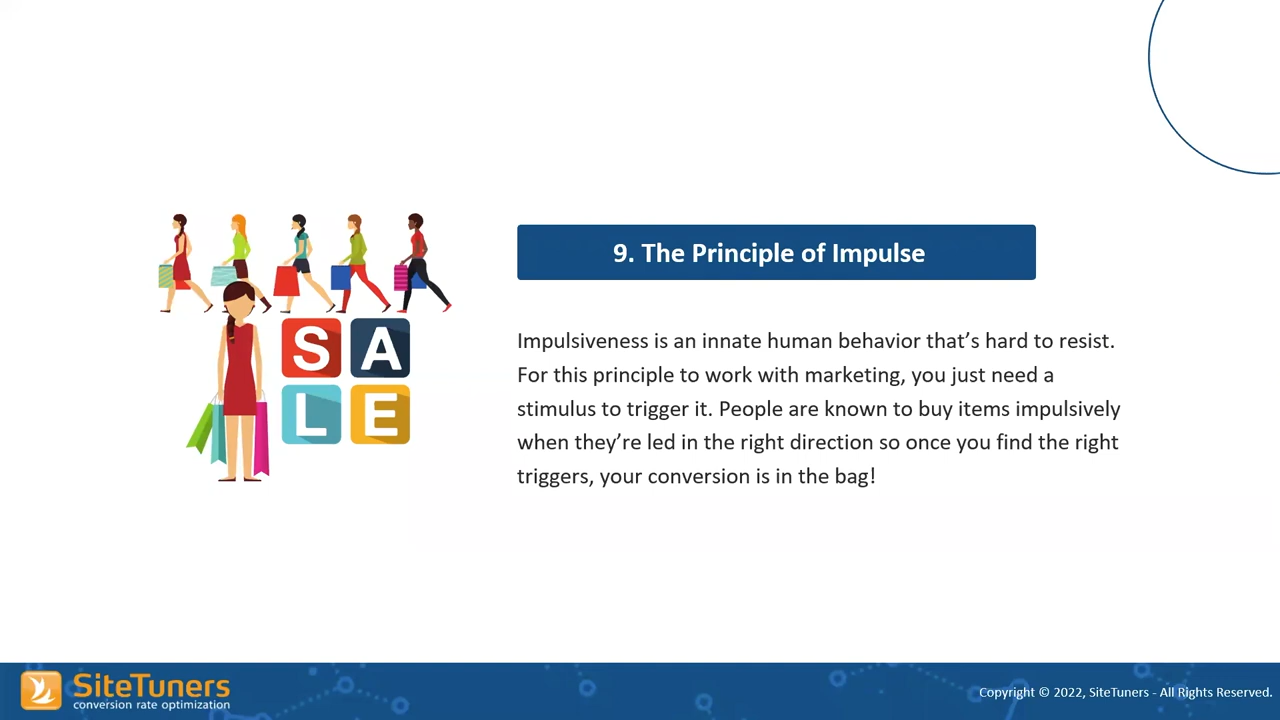 9. The Principle of Impulse
S A
L E
Impulsiveness is an innate human behavior that’s hard to resist.
For this principle to work with marketing, you just need a
stimulus to trigger it. People are known to buy items impulsively
when they’re led in the right direction so once you find the right
triggers, your conversion is in the bag!
SiteTuners
conversion rate optimization
Copyright © 2022, SiteTuners - All Rights Reserved.